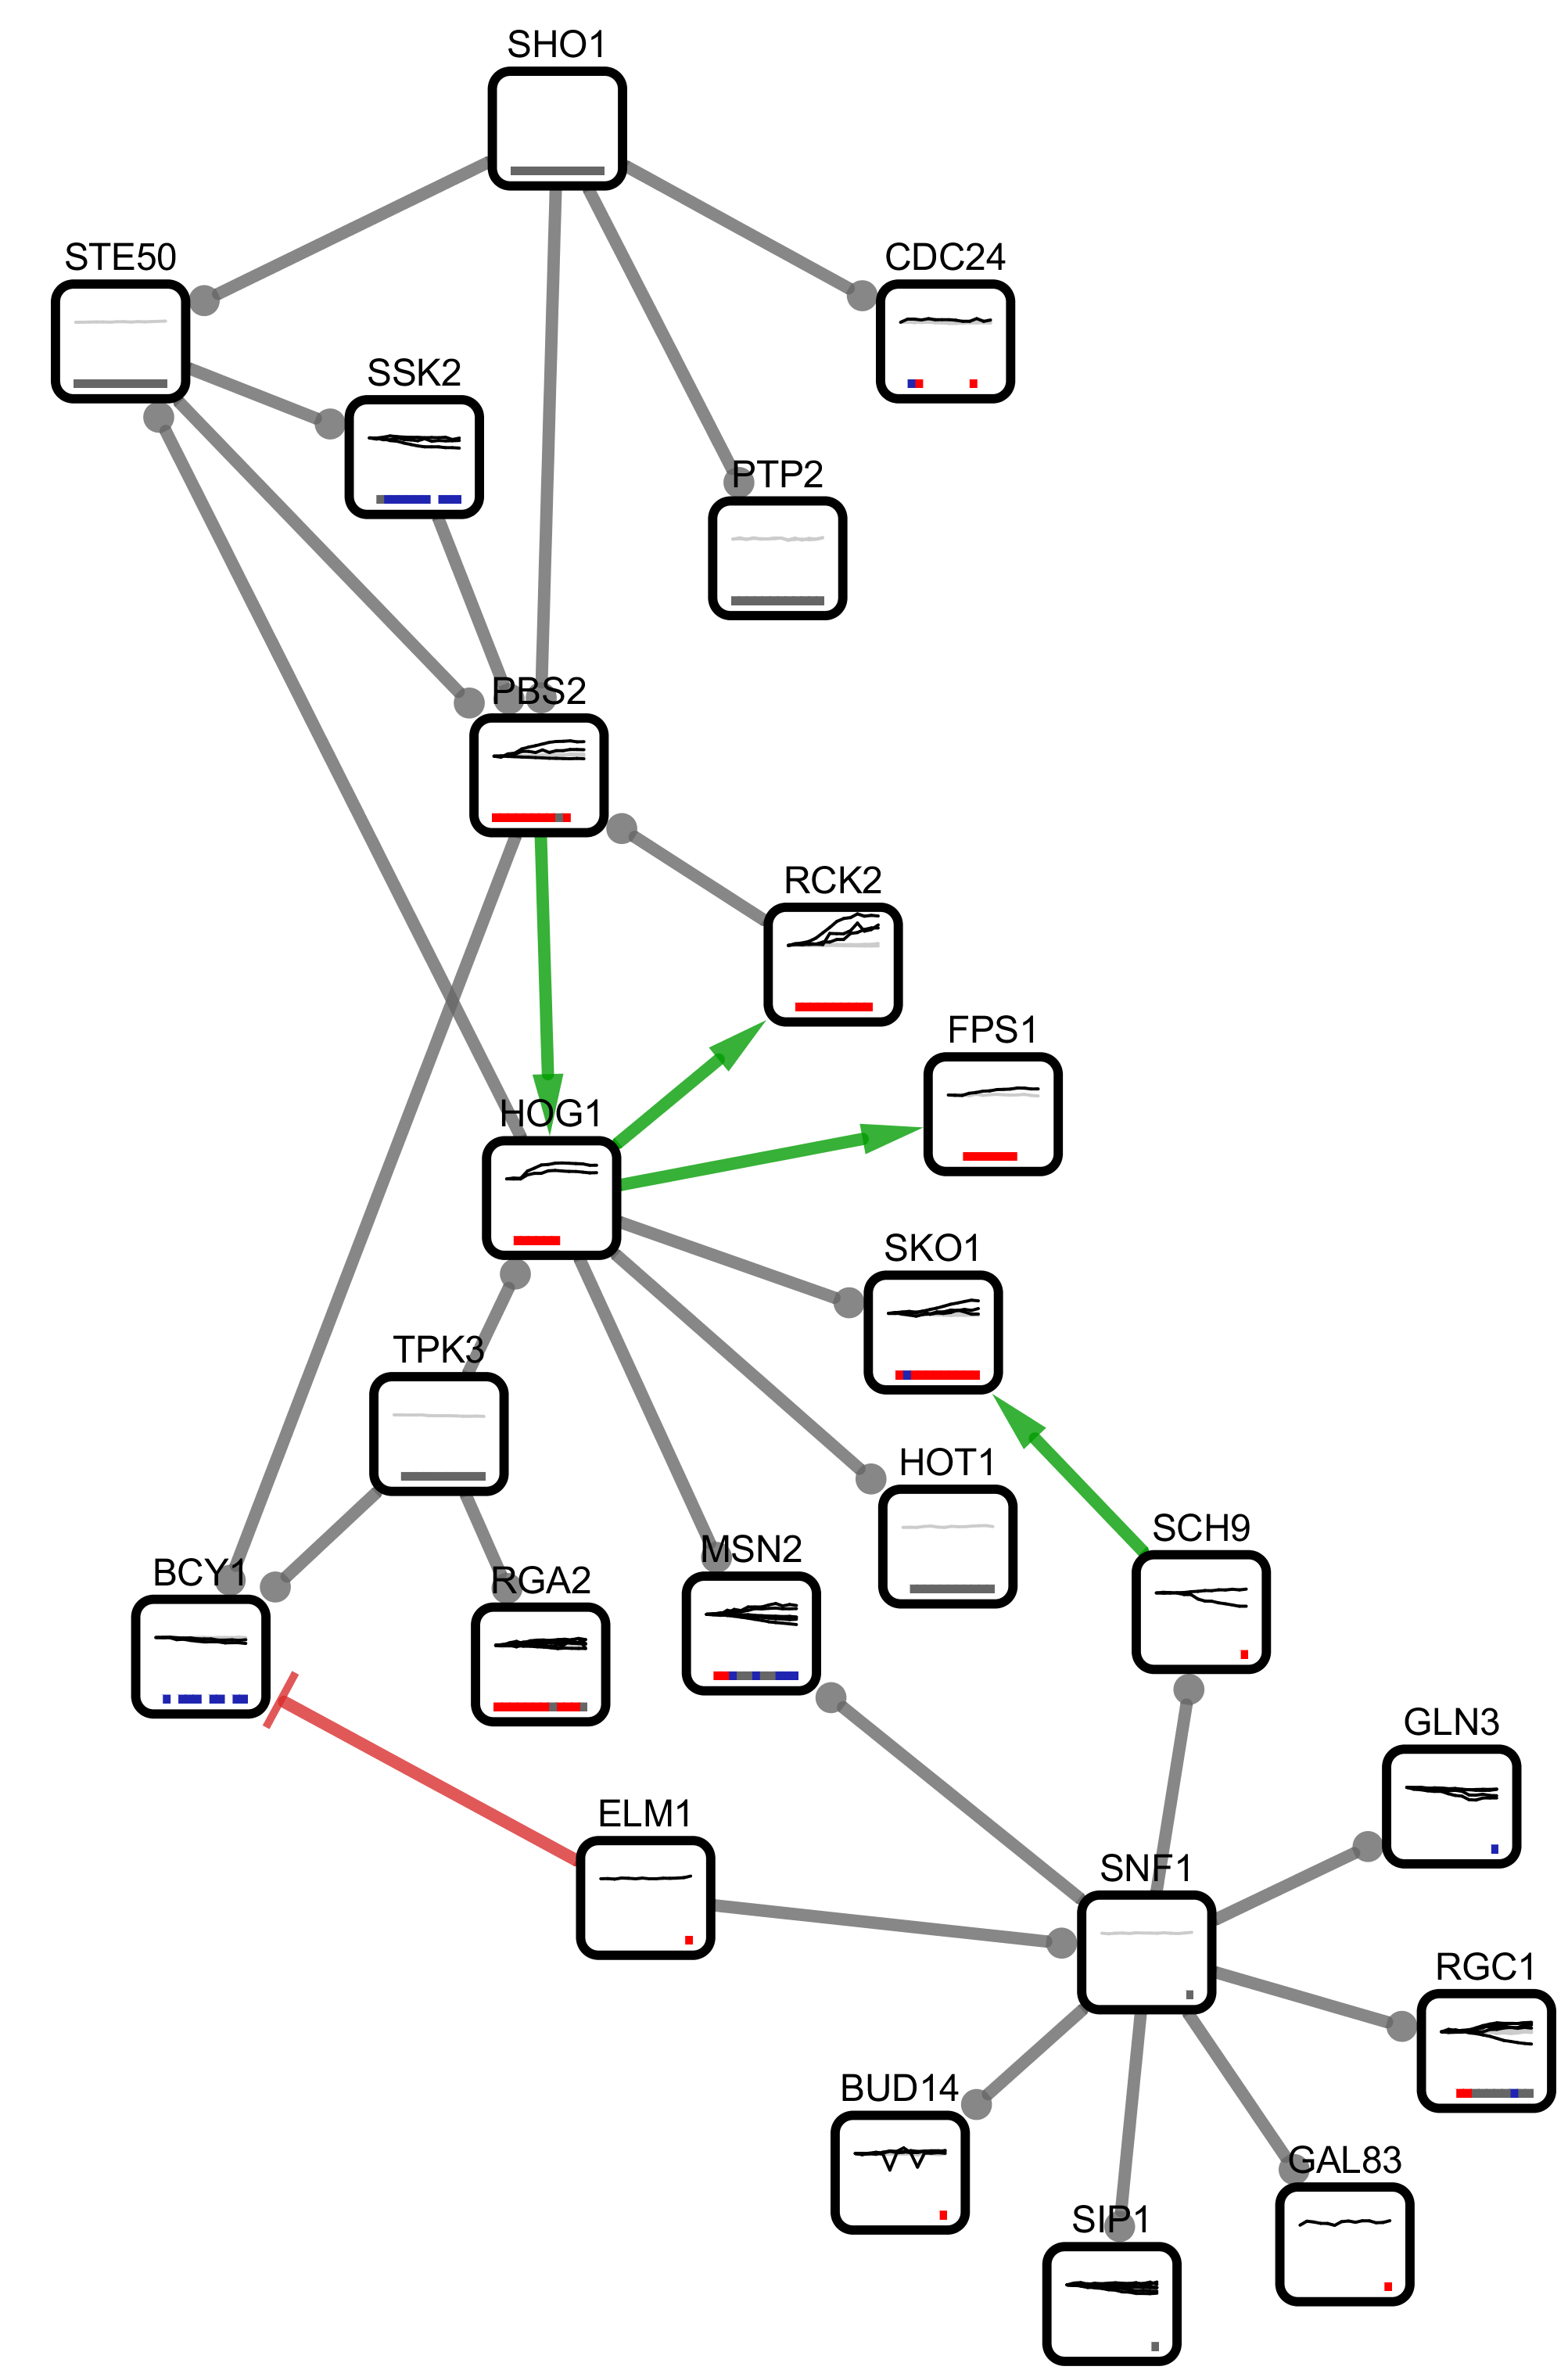 SHO1
STE50
CDC24
SSK2
PTP2
PBS2
RCK2
FPS1
HOG1
SKO1
TPK3
HOT1
SCH9
MSN2
BCY1
RGA2
GLN3
ELM1
SNF1
RGC1
BUD14
GAL83
SIP1